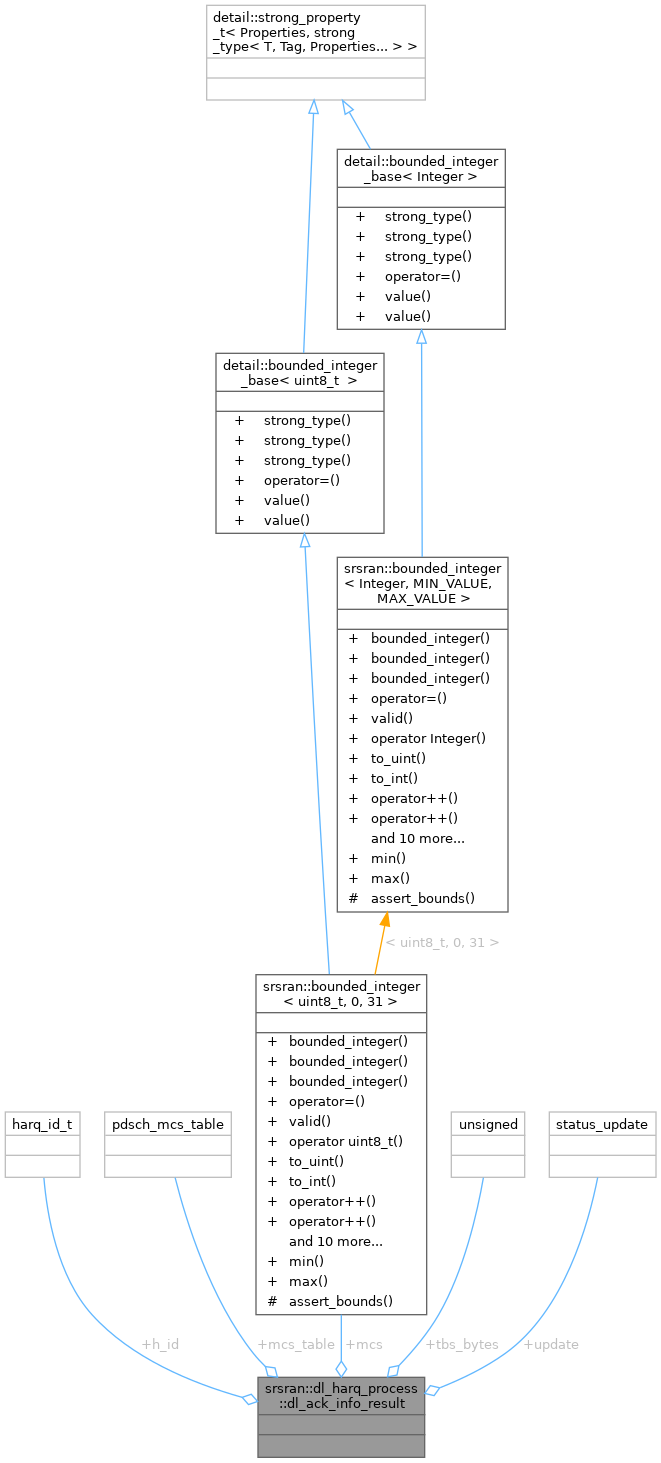 detail::strong_property
_t< Properties, strong
_type< T, Tag, Properties... > >
detail::bounded_integer
_base< Integer >
+ strong_type()
+ strong_type()
+ strong_type()
+ operator=()
+ value()
+ value()
detail::bounded_integer
_base< uint8_t >
+ strong_type()
+ strong_type()
+ strong_type()
+ operator=()
+ value()
+ value()
srsran::bounded_integer
< Integer, MIN_VALUE,
MAX_VALUE >
+ bounded_integer()
+ bounded_integer()
+ bounded_integer()
+ operator=()
+ valid()
+ operator Integer()
+ to_uint()
+ to_int()
+ operator++()
+ operator++()
and 10 more...
+ min()
+ max()
# assert_bounds()
< uint8_t, 0, 31 >
srsran::bounded_integer
< uint8_t, 0, 31 >
+ bounded_integer()
+ bounded_integer()
+ bounded_integer()
+ operator=()
+ valid()
+ operator uint8_t()
+ to_uint()
+ to_int()
+ operator++()
+ operator++()
and 10 more...
+ min()
+ max()
# assert_bounds()
harq_id_t
pdsch_mcs_table
unsigned
status_update
+h_id
+mcs_table
+mcs
+tbs_bytes
+update
srsran::dl_harq_process
::dl_ack_info_result